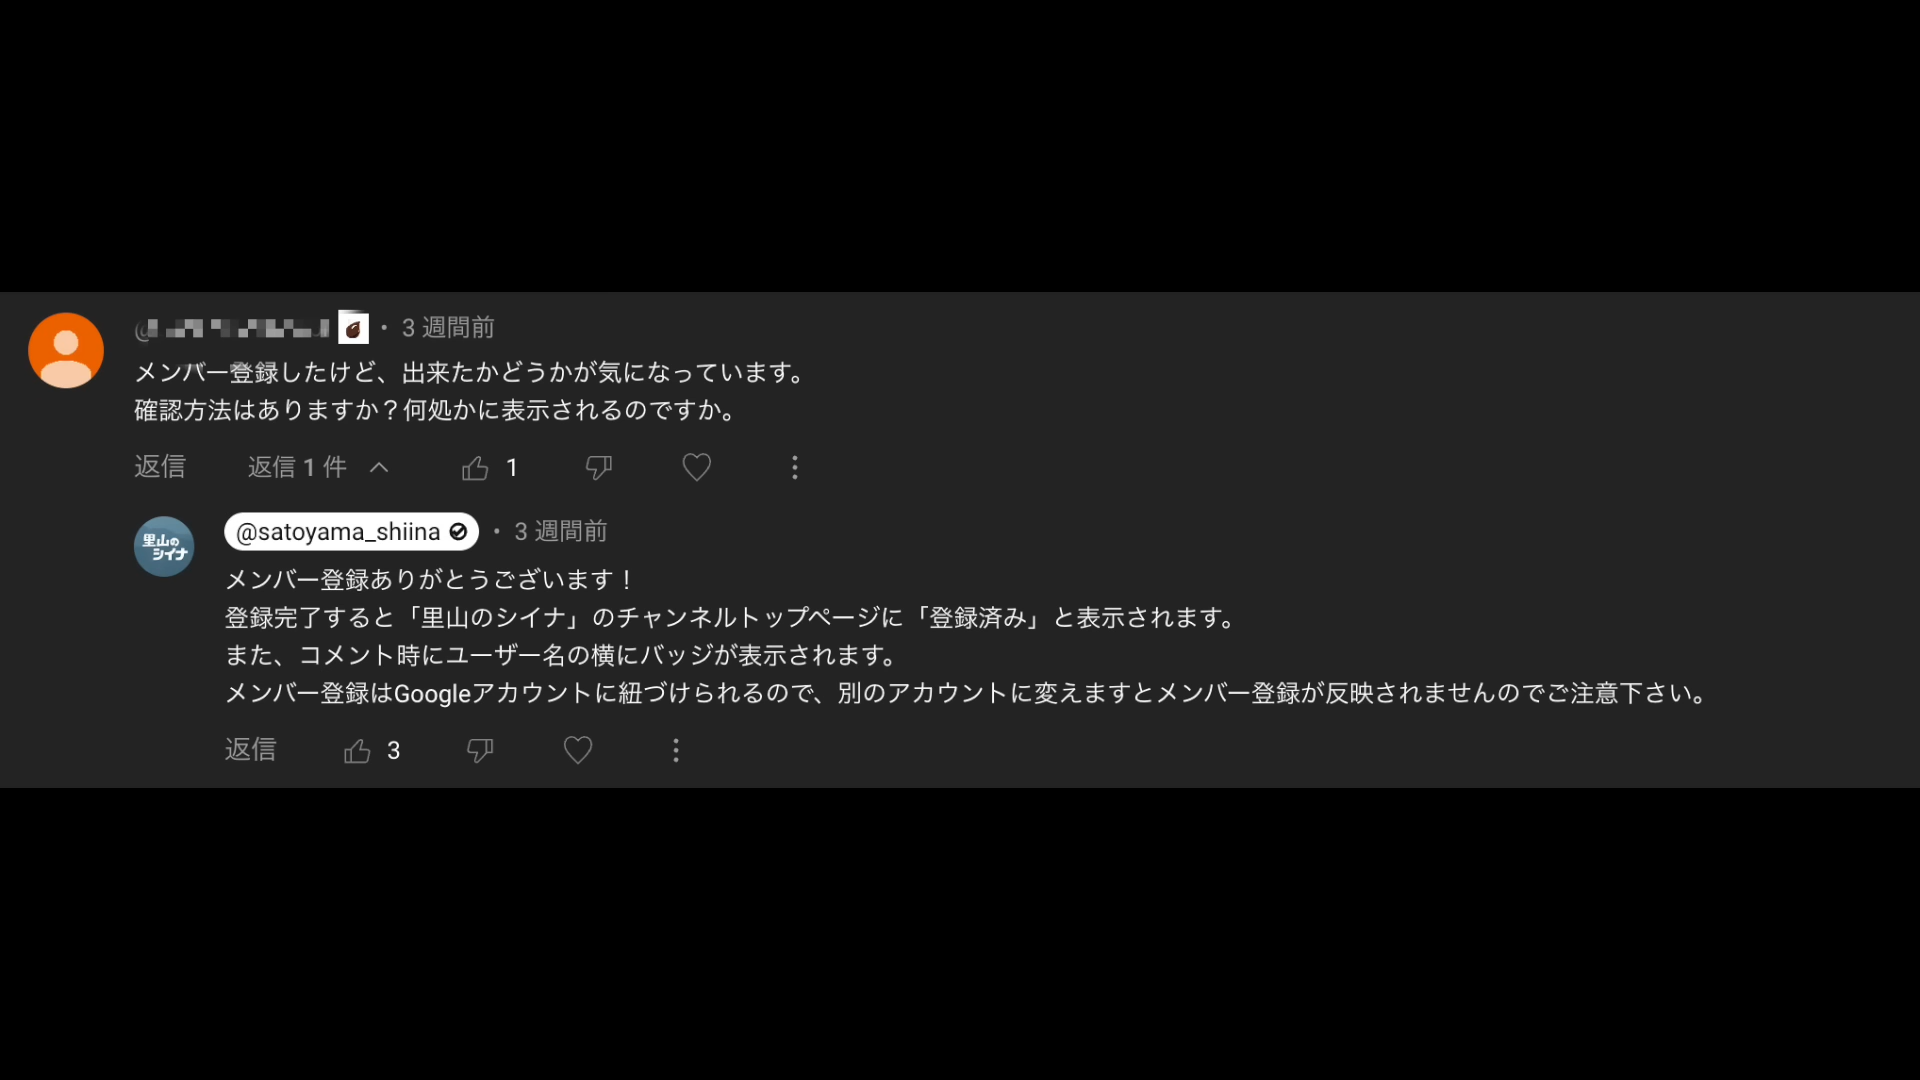 ・ 3 週間前
メンバー登録したけど、出来たかどうかが気になっています。
確認方法はありますか？何処かに表示されるのですか。
返信 返信 1 件 1
里山の
シイナ
@satoyama_shiina ・ 3 週間前
メンバー登録ありがとうございます！
登録完了すると「里山のシイナ」のチャンネルトップページに「登録済み」と表示されます。
また、コメント時にユーザー名の横にバッジが表示されます。
メンバー登録はGoogleアカウントに紐づけられるので、別のアカウントに変えますとメンバー登録が反映されませんのでご注意下さい。
返信 3